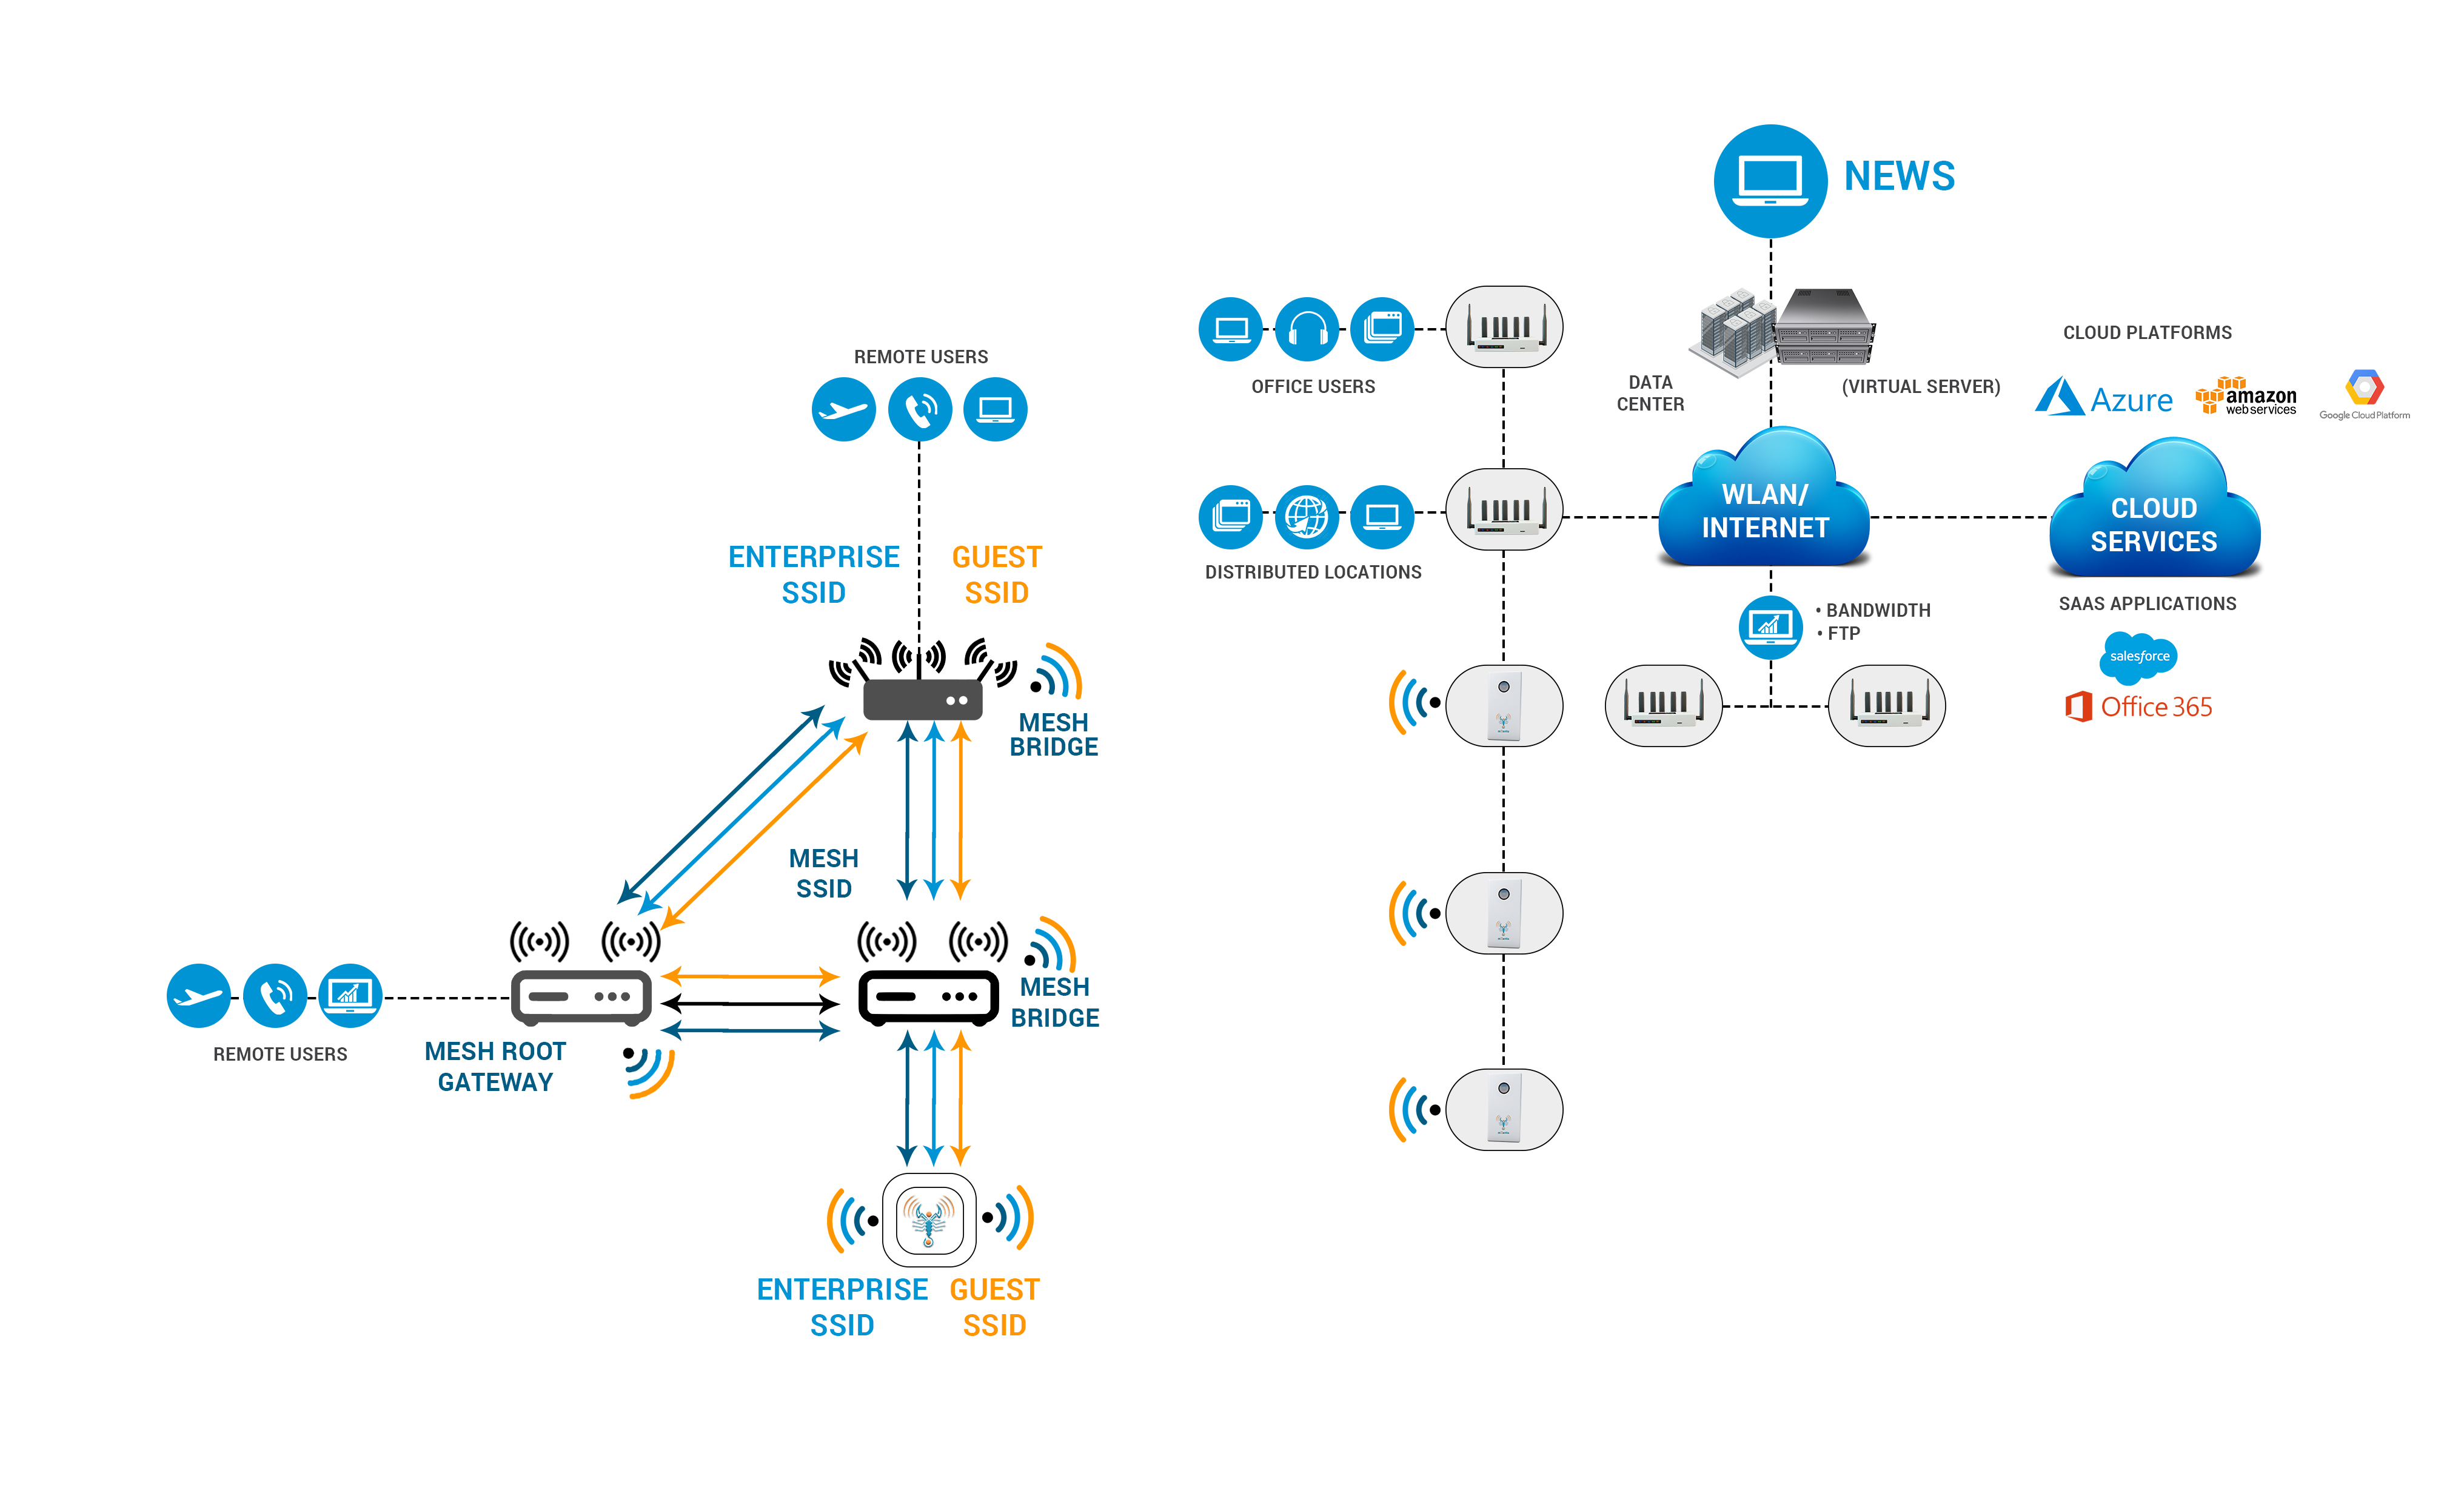 NEWS
CLOUD PLATFORMS
REMOTE USERS
OFFICE USERS
DATA
CENTER
(VIRTUAL SERVER)
Azure
amazon
web services
Google Cloud Platform
WLAN/
INTERNET
CLOUD
SERVICES
ENTERPRISE
SSID
GUEST
SSID
DISTRIBUTED LOCATIONS
• BANDWIDTH
• FTP
SAAS APPLICATIONS
salesforce
Office 365
MESH
BRIDGE
MESH
SSID
MESH
BRIDGE
REMOTE USERS
MESH ROOT
GATEWAY
ENTERPRISE
SSID
GUEST
SSID